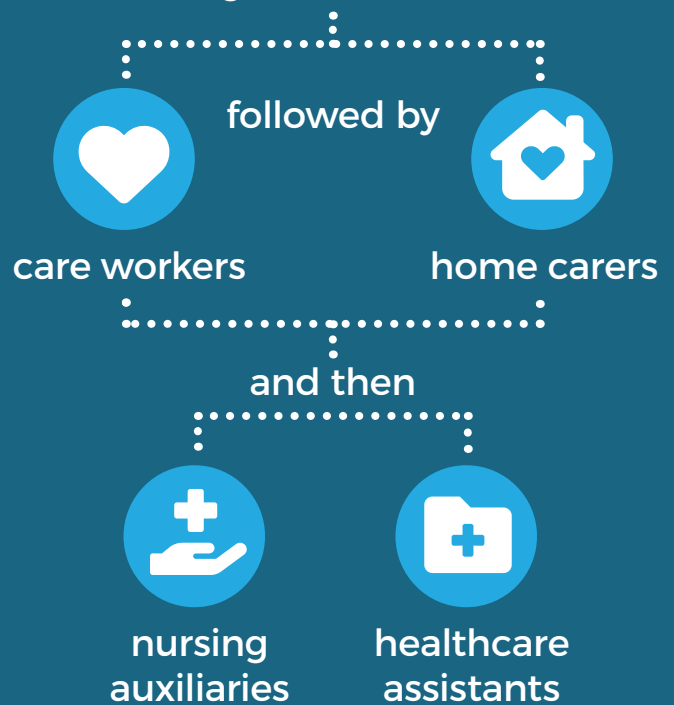 followed by
care workers
home carers
and then
nursing
auxiliaries
healthcare
assistants